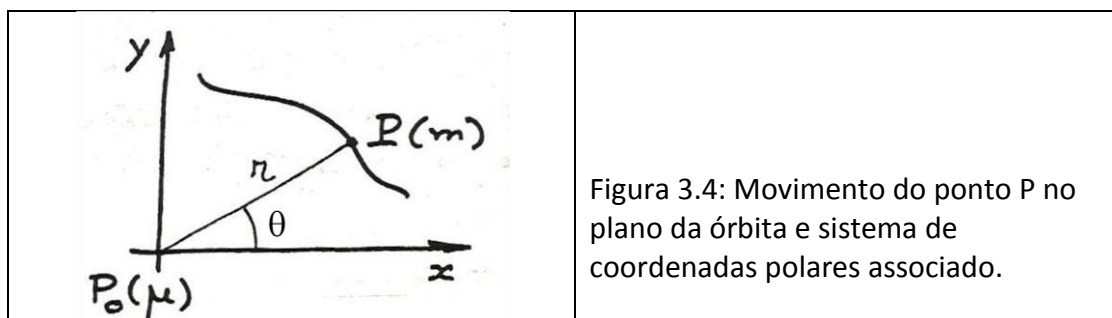 y
P(m)
r
θ
x
P₀(μ)
Figura 3.4: Movimento do ponto P no
plano da órbita e sistema de
coordenadas polares associado.